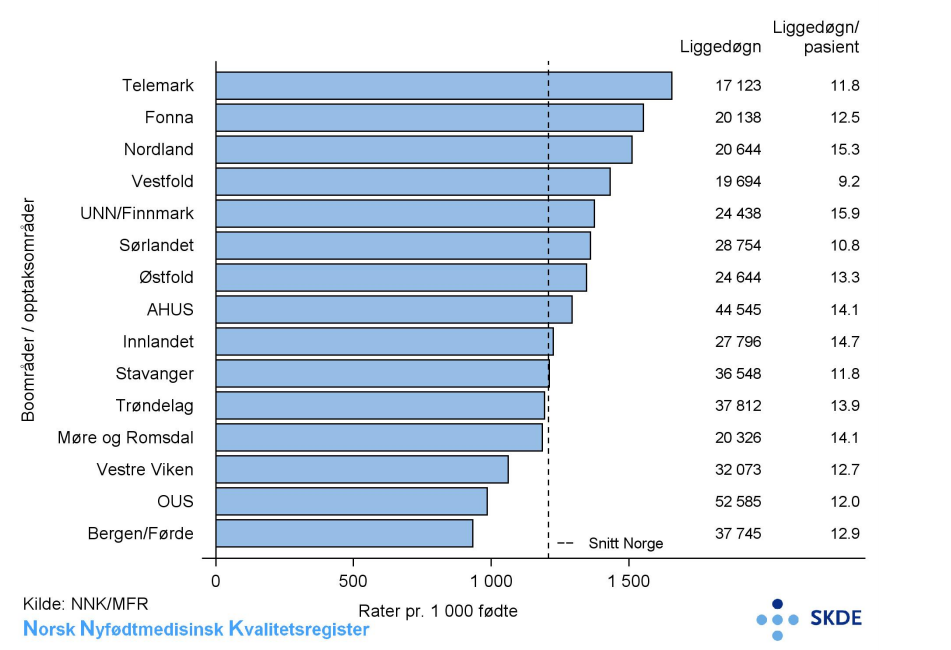 Liggedøgn/
Liggedøgn pasient
Telemark 17 123 11.8
Fonna 20 138 12.5
Nordland 20 644 15.3
Vestfold 19 694 9.2
UNN/Finnmark 24 438 15.9
Sørlandet 28 754 10.8
Østfold 24 644 13.3
AHUS 44 545 14.1
Innlandet 27 796 14.7
Stavanger 36 548 11.8
Trøndelag 37 812 13.9
Møre og Romsdal 20 326 14.1
Vestre Viken 32 073 12.7
OUS 52 585 12.0
Bergen/Førde 37 745 12.9
Boområder / opptaksområder
Snitt Norge
0 500 1 000 1 500
Rater pr. 1 000 fødte
Kilde: NNK/MFR
Norsk Nyfødtmedisinsk Kvalitetsregister
SKDE